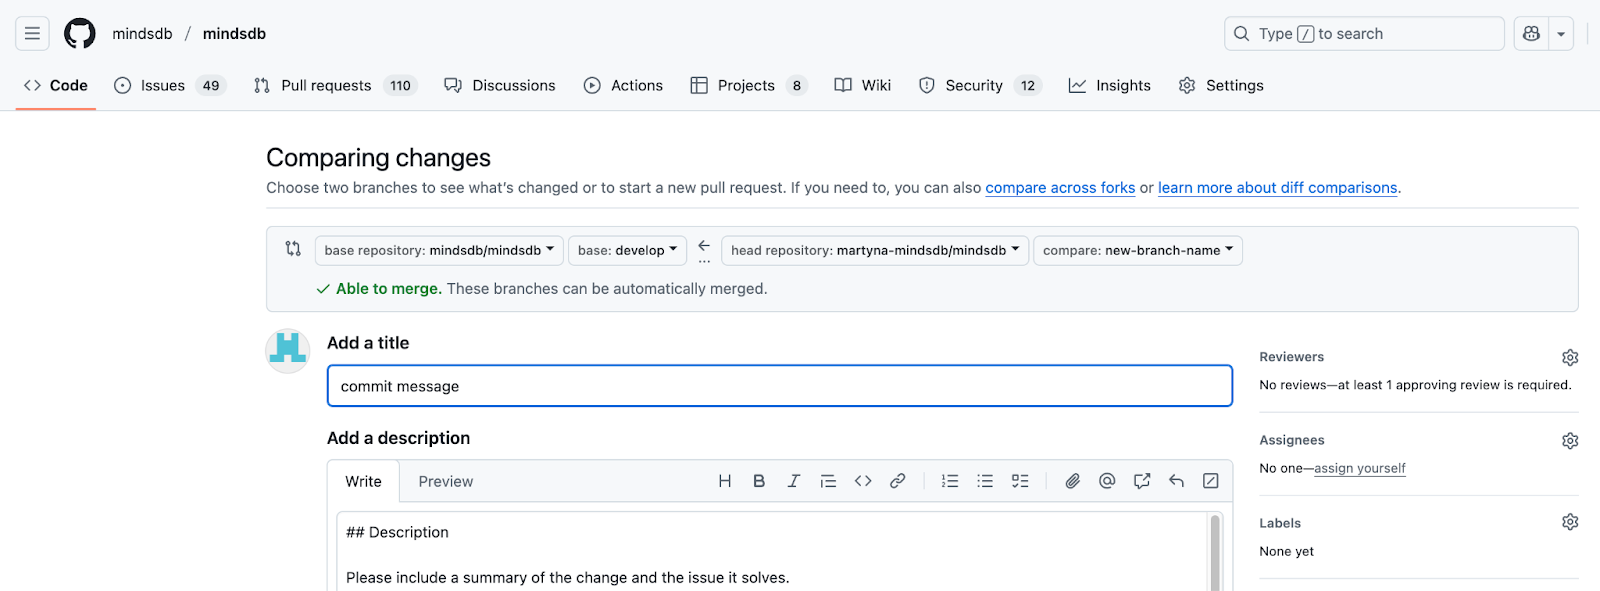 mindsdb / mindsdb
Type / to search
Code
Issues 49
Pull requests 110
Discussions
Actions
Projects 8
Wiki
Security 12
Insights
Settings
Comparing changes
Choose two branches to see what's changed or to start a new pull request. If you need to, you can also compare across forks or learn more about diff comparisons.
base repository: mindsdb/mindsdb
base: develop
...
head repository: martyna-mindsdb/mindsdb
compare: new-branch-name
Able to merge. These branches can be automatically merged.
Add a title
commit message
Add a description
Write
Preview
## Description
Please include a summary of the change and the issue it solves.
Reviewers
No reviews—at least 1 approving review is required.
Assignees
No one—assign yourself
Labels
None yet